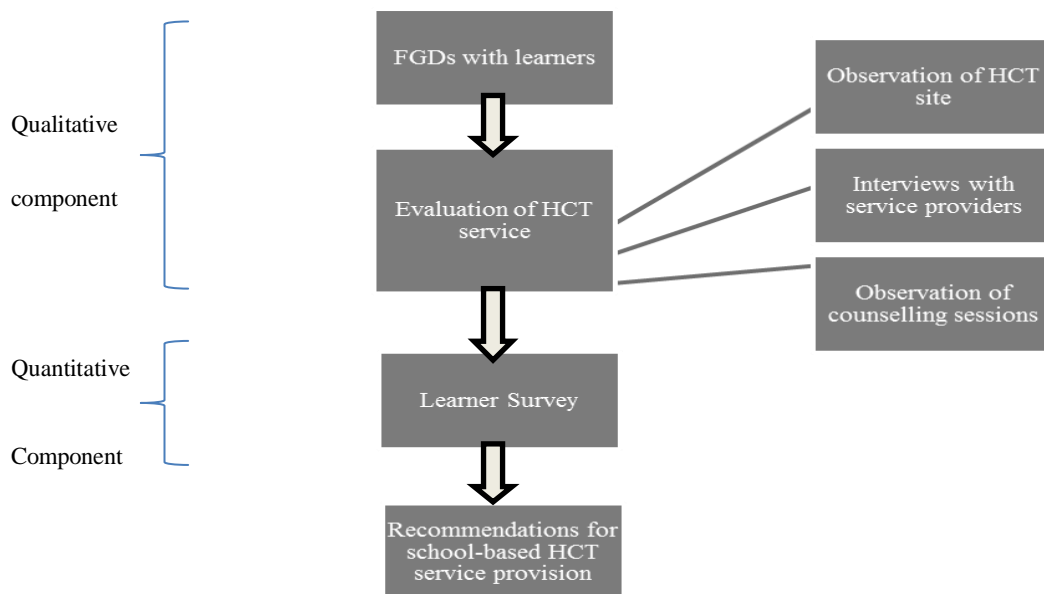 Qualitative
component
FGDs with learners
Evaluation of HCT
service
Observation of HCT
site
Interviews with
service providers
Observation of
counselling sessions
Quantitative
Component
Learner Survey
Recommendations for
school-based HCT
service provision